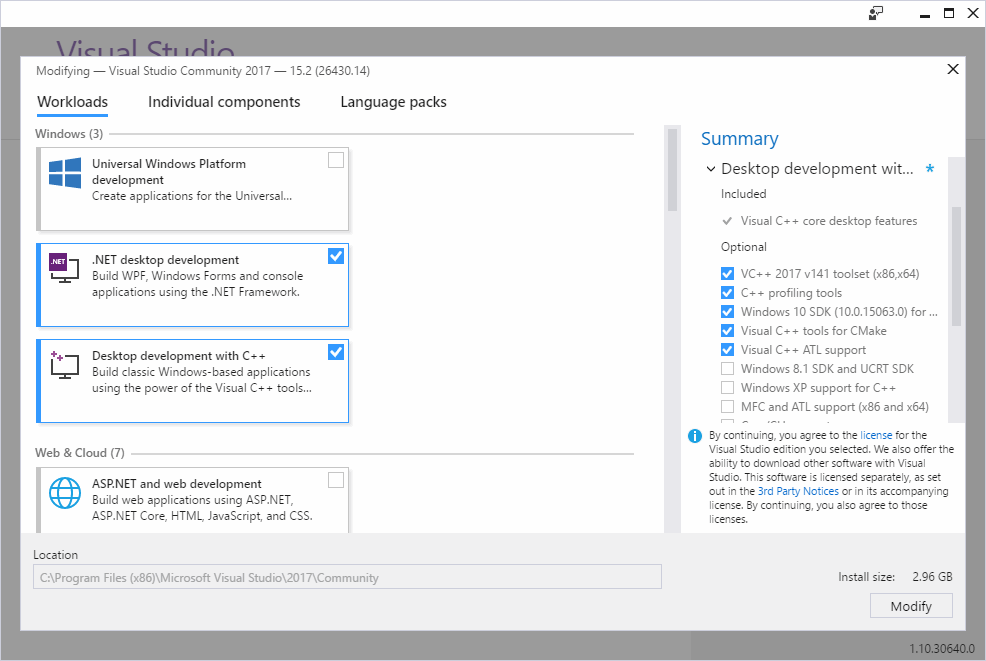 Visual Studio
Modifying — Visual Studio Community 2017 — 15.2 (26430.14)
Workloads
Individual components
Language packs
Windows (3)
Universal Windows Platform
development
Create applications for the Universal...
.NET
.NET desktop development
Build WPF, Windows Forms and console
applications using the .NET Framework.
Desktop development with C++
Build classic Windows-based applications
using the power of the Visual C++ tools...
Web & Cloud (7)
ASP.NET and web development
Build web applications using ASP.NET,
ASP.NET Core, HTML, JavaScript, and CSS.
Summary
Desktop development wit... *
Included
Visual C++ core desktop features
Optional
VC++ 2017 v141 toolset (x86,x64)
C++ profiling tools
Windows 10 SDK (10.0.15063.0) for ...
Visual C++ tools for CMake
Visual C++ ATL support
Windows 8.1 SDK and UCRT SDK
Windows XP support for C++
MFC and ATL support (x86 and x64)
By continuing, you agree to the license for the
Visual Studio edition you selected. We also offer the
ability to download other software with Visual
Studio. This software is licensed separately, as set
out in the 3rd Party Notices or in its accompanying
license. By continuing, you also agree to those
licenses.
Location
C:\Program Files (x86)\Microsoft Visual Studio\2017\Community
Install size: 2.96 GB
Modify
1.10.30640.0